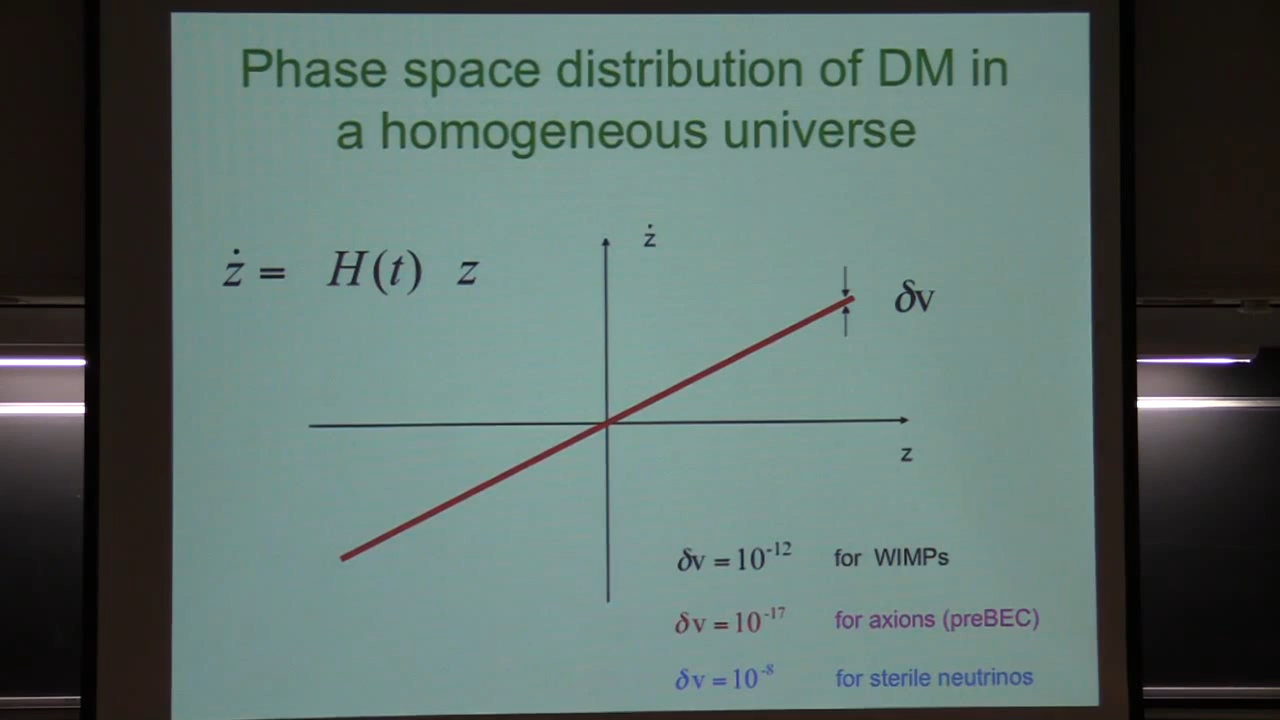 Phase space distribution of DM in
a homogeneous universe
ż = H(t) z
ż
δv
z
δv = 10⁻¹² for WIMPs
δv = 10⁻¹⁷ for axions (preBEC)
δv = 10⁻⁸ for sterile neutrinos